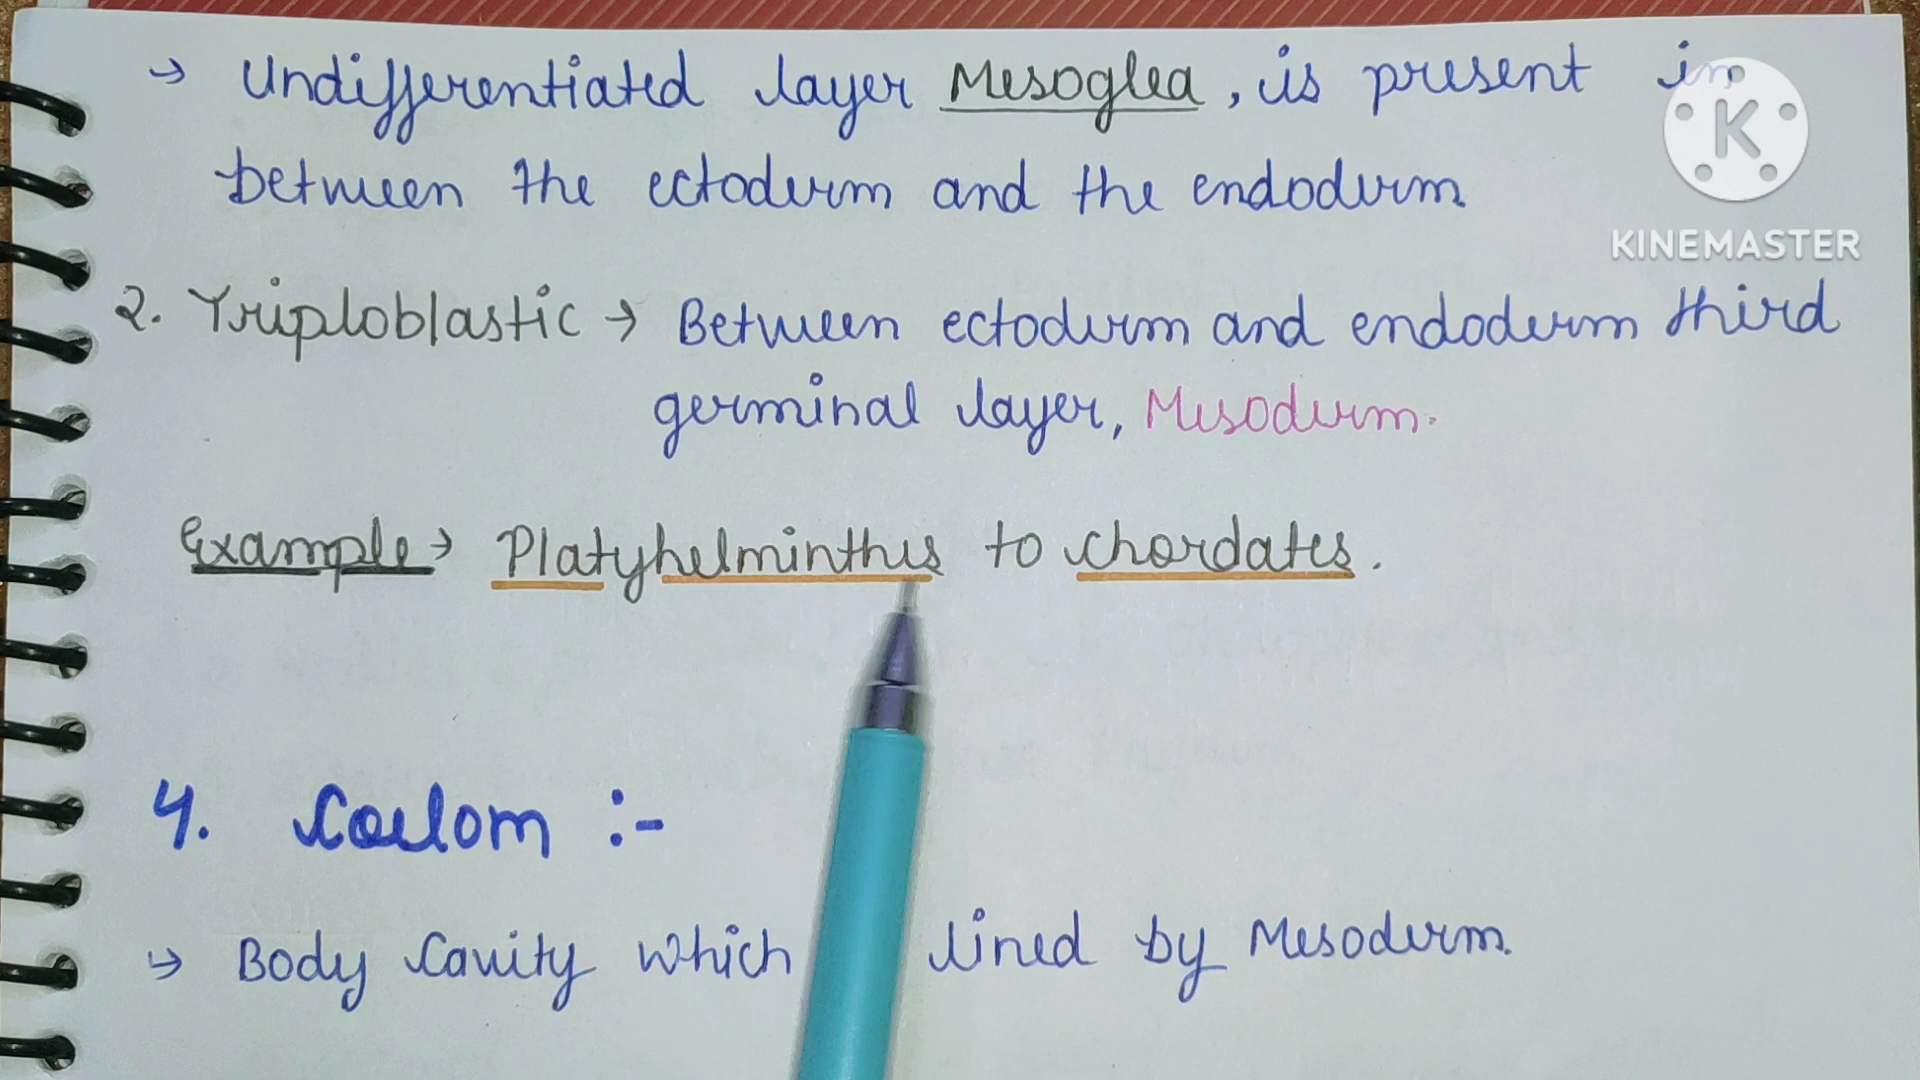 → Undifferentiated layer Mesoglea, is present in
between the ectoderm and the endoderm
KINEMASTER
2. Triploblastic → Between ectoderm and endoderm third
germinal layer, Mesoderm.
Example → Platyhelminthes to chordates.
4. Coelom :-
→ Body Cavity which lined by Mesoderm.